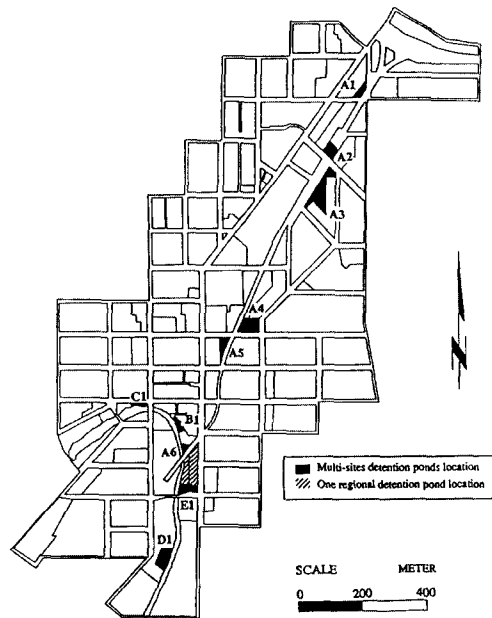 A1
A2
A3
A4
A5
C1
B1
A6
E1
D1
Multi-sites detention ponds location
One regional detention pond location
SCALE METER
0 200 400